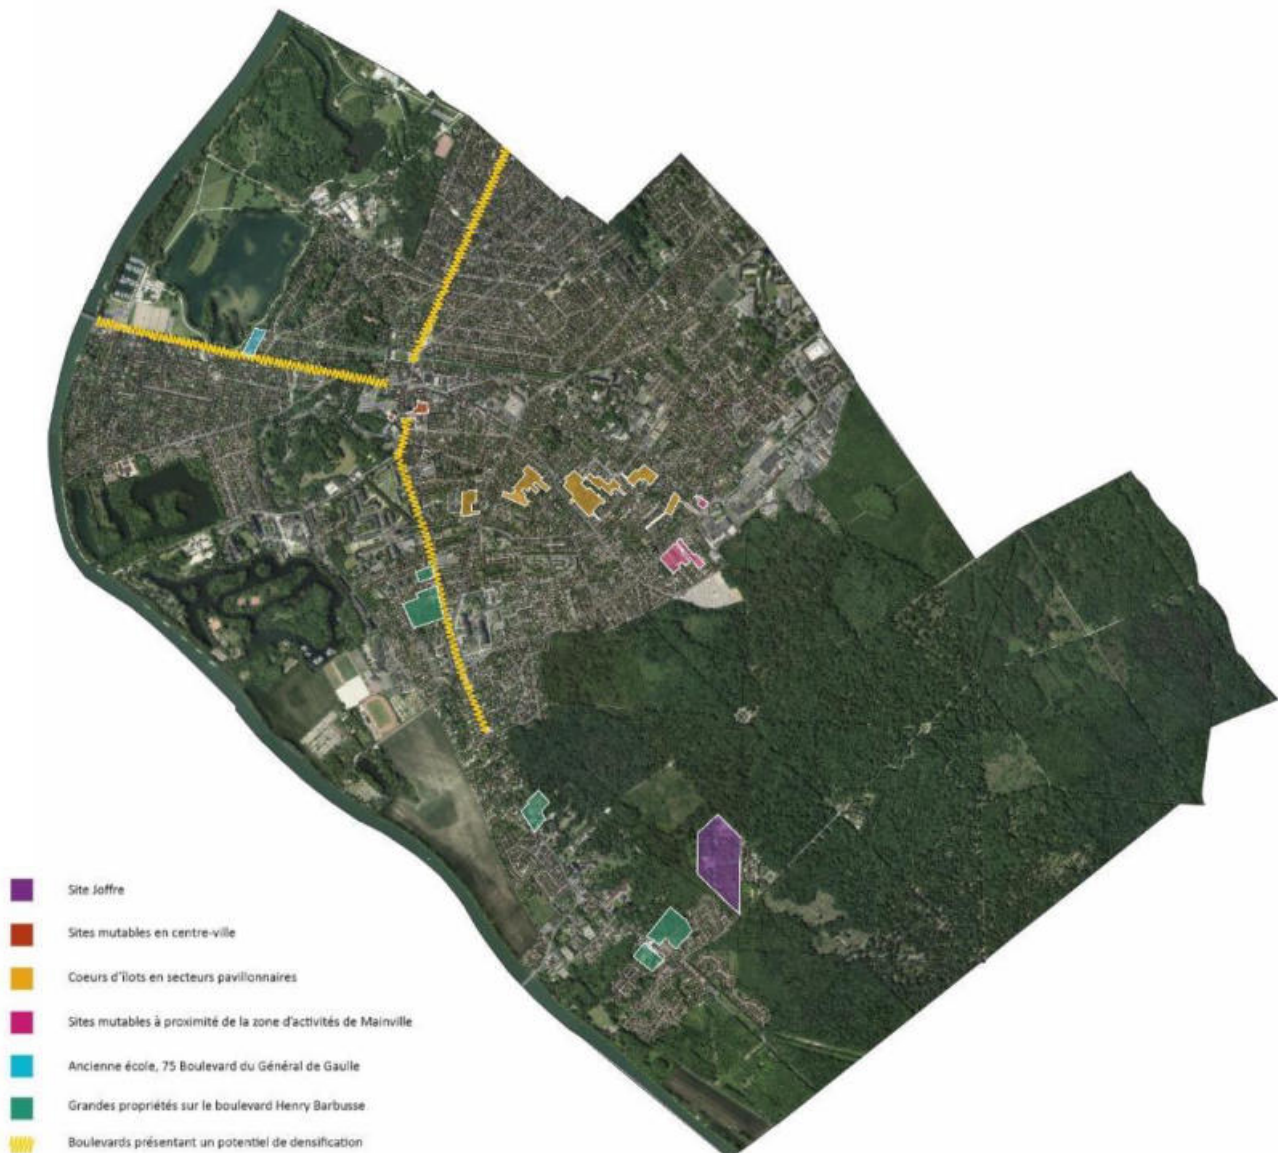 Site Joffre
Sites mutables en centre-ville
Coeurs d'îlots en secteurs pavillonnaires
Sites mutables à proximité de la zone d'activités de Mainville
Ancienne école, 75 Boulevard du Général de Gaulle
Grandes propriétés sur le boulevard Henry Barbusse
Boulevards présentant un potentiel de densification